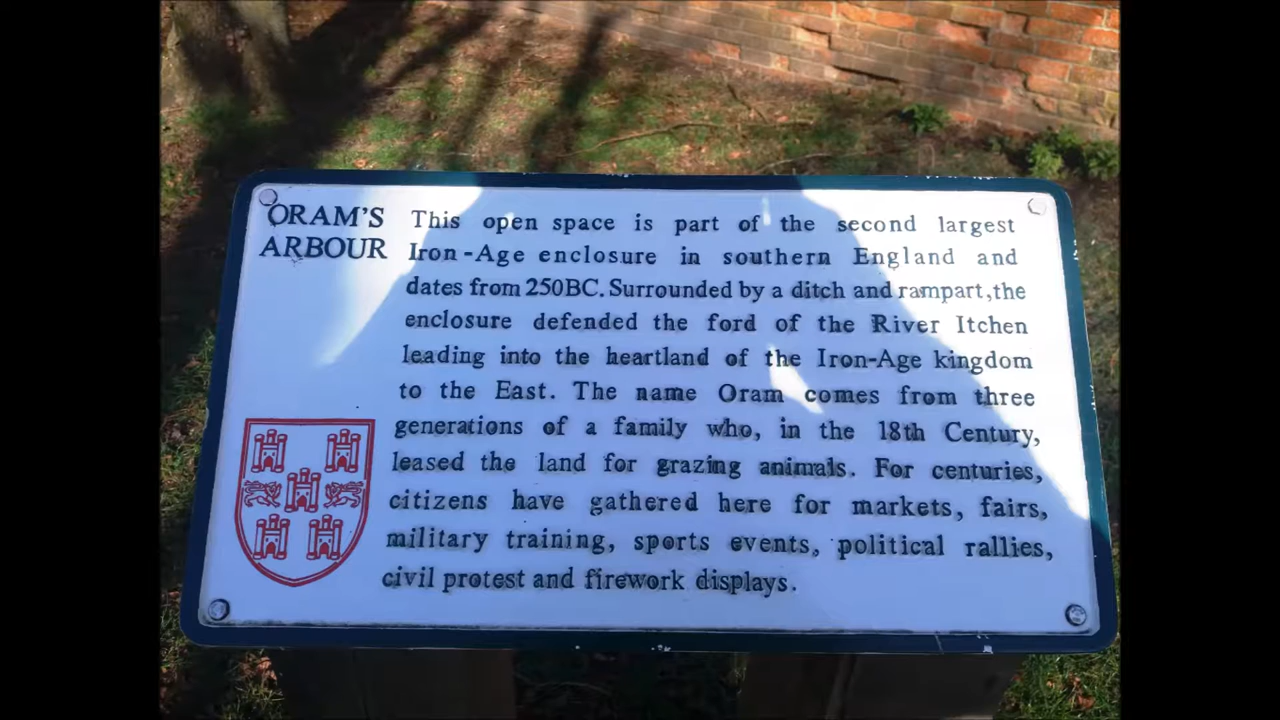 ORAM'S
ARBOUR
This open space is part of the second largest
Iron-Age enclosure in southern England and
dates from 250BC. Surrounded by a ditch and rampart, the
enclosure defended the ford of the River Itchen
leading into the heartland of the Iron-Age kingdom
to the East. The name Oram comes from three
generations of a family who, in the 18th Century,
leased the land for grazing animals. For centuries,
citizens have gathered here for markets, fairs,
military training, sports events, political rallies,
civil protest and firework displays.